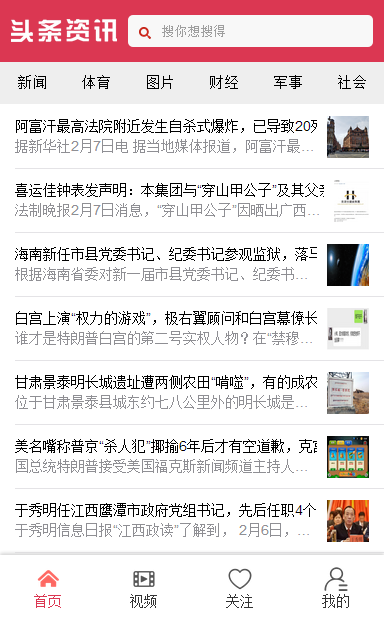 头条资讯
搜你想搜得
新闻 体育 图片 财经 军事 社会
阿富汗最高法院附近发生自杀式爆炸，已导致20死
据新华社2月7日电 据当地媒体报道，阿富汗最…
喜运佳钟表发声明：本集团与“穿山甲公子”及其父亲
法制晚报2月7日消息，“穿山甲公子”因晒出广西…
海南新任市县党委书记、纪委书记参观监狱，落马
根据海南省委对新一届市县党委书记、纪委书…
白宫上演“权力的游戏”，极右翼顾问和白宫幕僚长
谁才是特朗普白宫的第二号实权人物？在“禁穆…
甘肃景泰明长城遗址遭两侧农田“啃噬”，有的成农
位于甘肃景泰县城东约七八公里外的明长城是…
美名嘴称普京“杀人犯”揶揄6年后才有空道歉，克宫
国总统特朗普接受美国福克斯新闻频道主持人…
于秀明任江西鹰潭市政府党组书记，先后任职4个
于秀明信息日报“江西政读”了解到， 2月6日，…
首页 视频 关注 我的